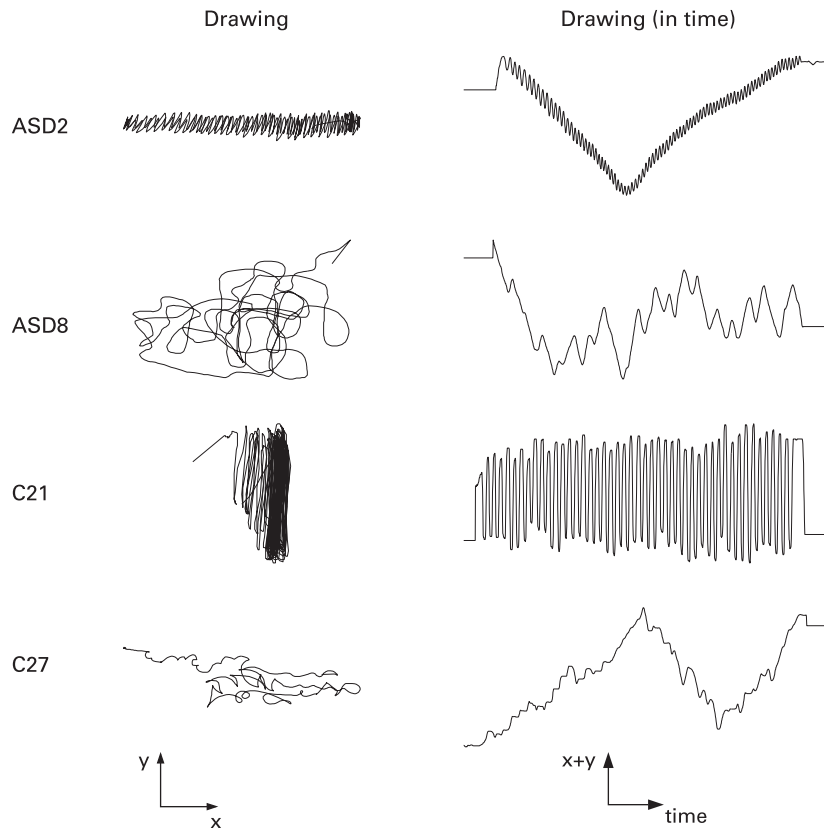 Drawing Drawing (in time)
ASD2
ASD8
C21
C27
y x+y
x time